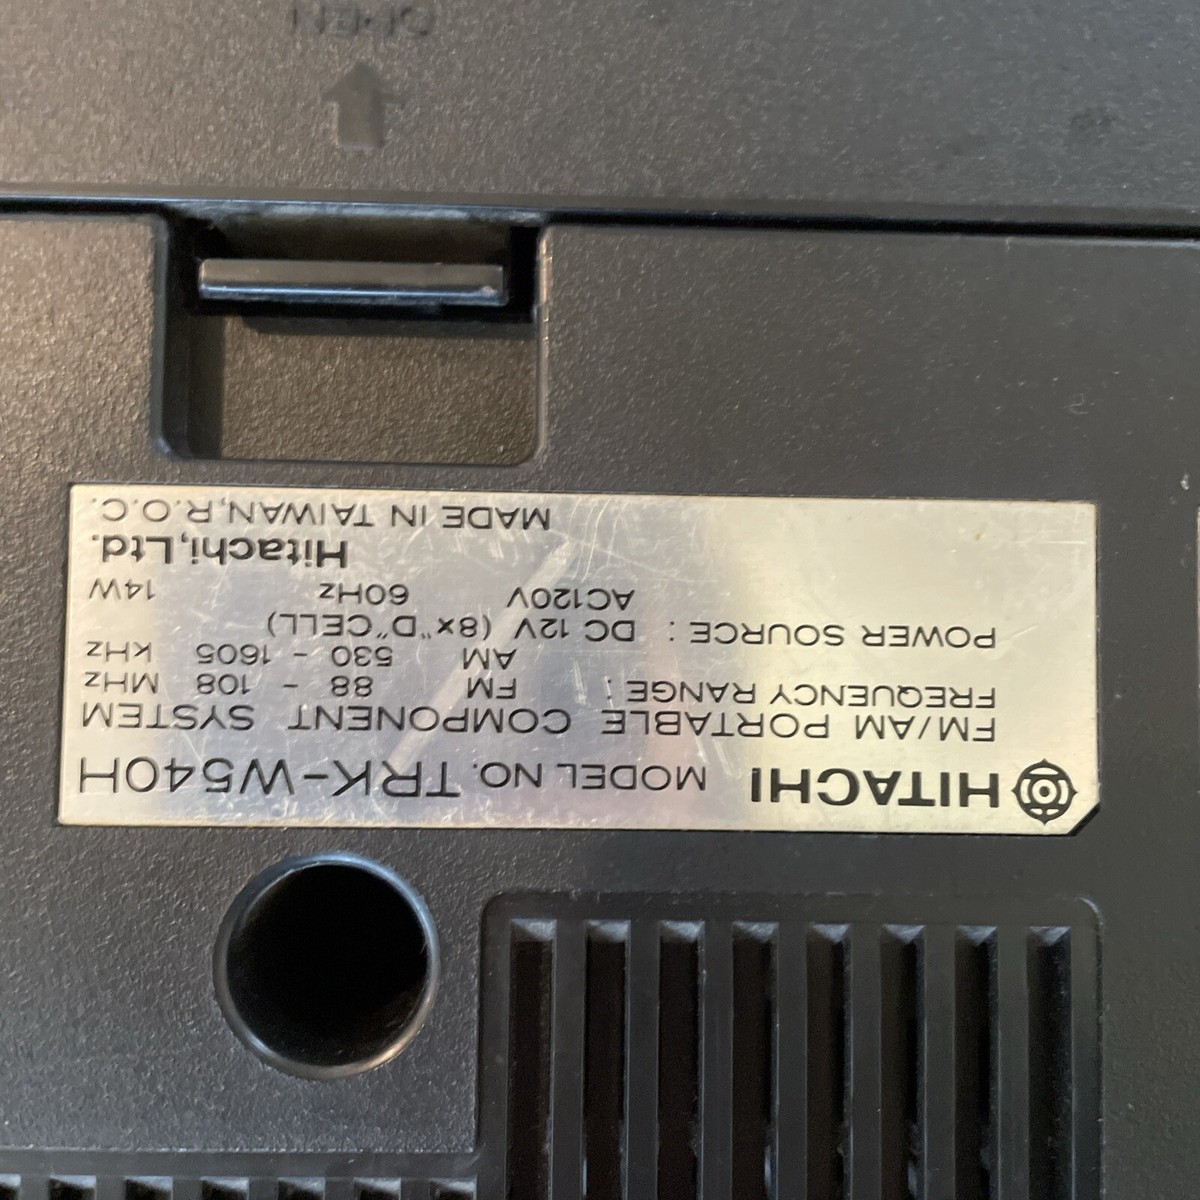 HITACHI MODEL NO. TRK-W540H
FM/AM PORTABLE COMPONENT SYSTEM
FREQUENCY RANGE: FM 88 - 108 MHz
AM 530 - 1605 kHz
POWER SOURCE : DC 12V (8x"D"CELL)
AC120V 60Hz 14W
Hitachi,Ltd.
MADE IN TAIWAN,R.O.C.
OPEN